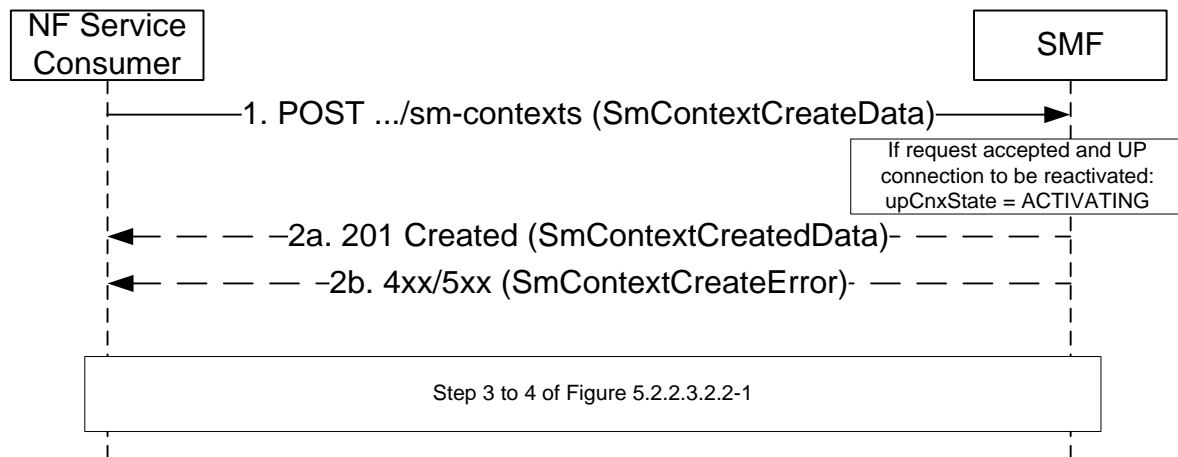 NF Service
Consumer
SMF
1. POST .../sm-contexts (SmContextCreateData)
If request accepted and UP
connection to be reactivated:
upCnxState = ACTIVATING
2a. 201 Created (SmContextCreatedData)
2b. 4xx/5xx (SmContextCreateError)
Step 3 to 4 of Figure 5.2.2.3.2.2-1